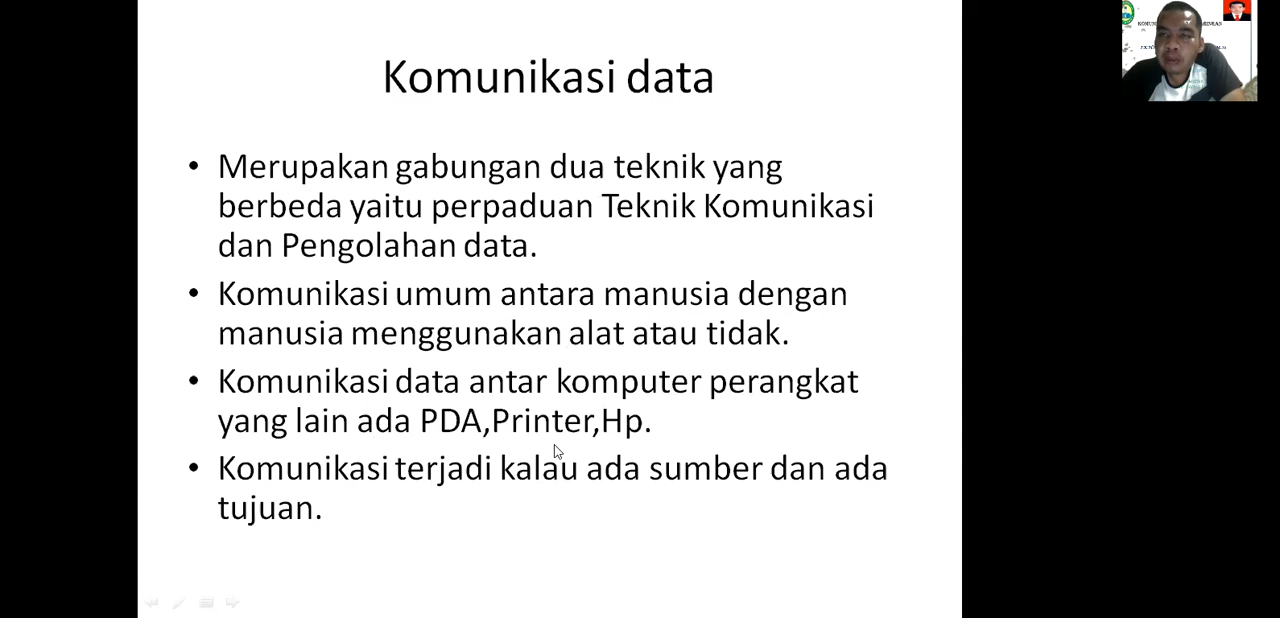 Komunikasi data
• Merupakan gabungan dua teknik yang
berbeda yaitu perpaduan Teknik Komunikasi
dan Pengolahan data.
• Komunikasi umum antara manusia dengan
manusia menggunakan alat atau tidak.
• Komunikasi data antar komputer perangkat
yang lain ada PDA,Printer,Hp.
• Komunikasi terjadi kalau ada sumber dan ada
tujuan.